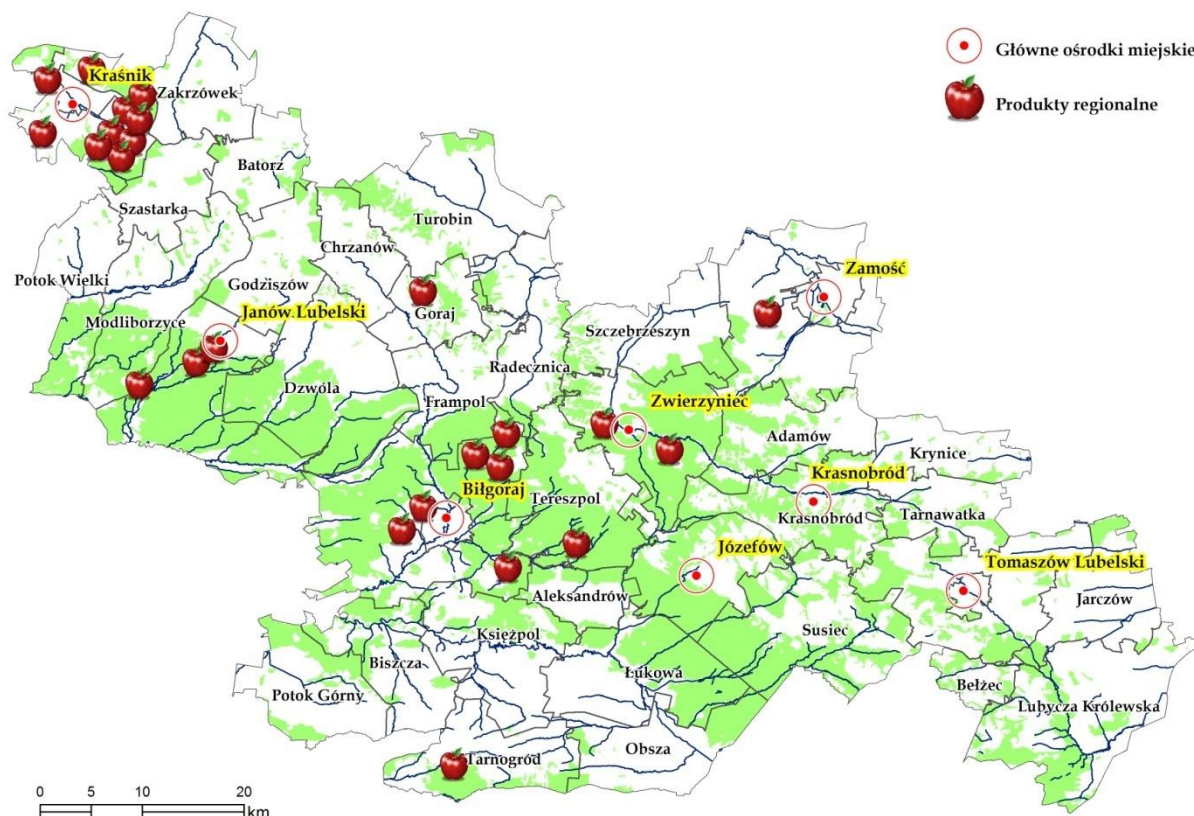 Główne ośrodki miejskie
Produkty regionalne
Kraśnik
Zakrzówek
Batorz
Szastarka
Turobin
Chrzanów
Potok Wielki
Godziszów
Zamość
Goraj
Janów Lubelski
Modliborzyce
Szczebrzeszyn
Radecznica
Dzwóla
Frampol
Zwierzyniec
Adamów
Krynice
Krasnobród
Biłgoraj
Tereszpol
Krasnobród
Tarnawatka
Józefów
Tomaszów Lubelski
Aleksandrów
Jarczów
Księżpol
Susiec
Biszcza
Łukowa
Bełżec
Potok Górny
Lubycza Królewska
Obsza
Tarnogród
0 5 10 20
km